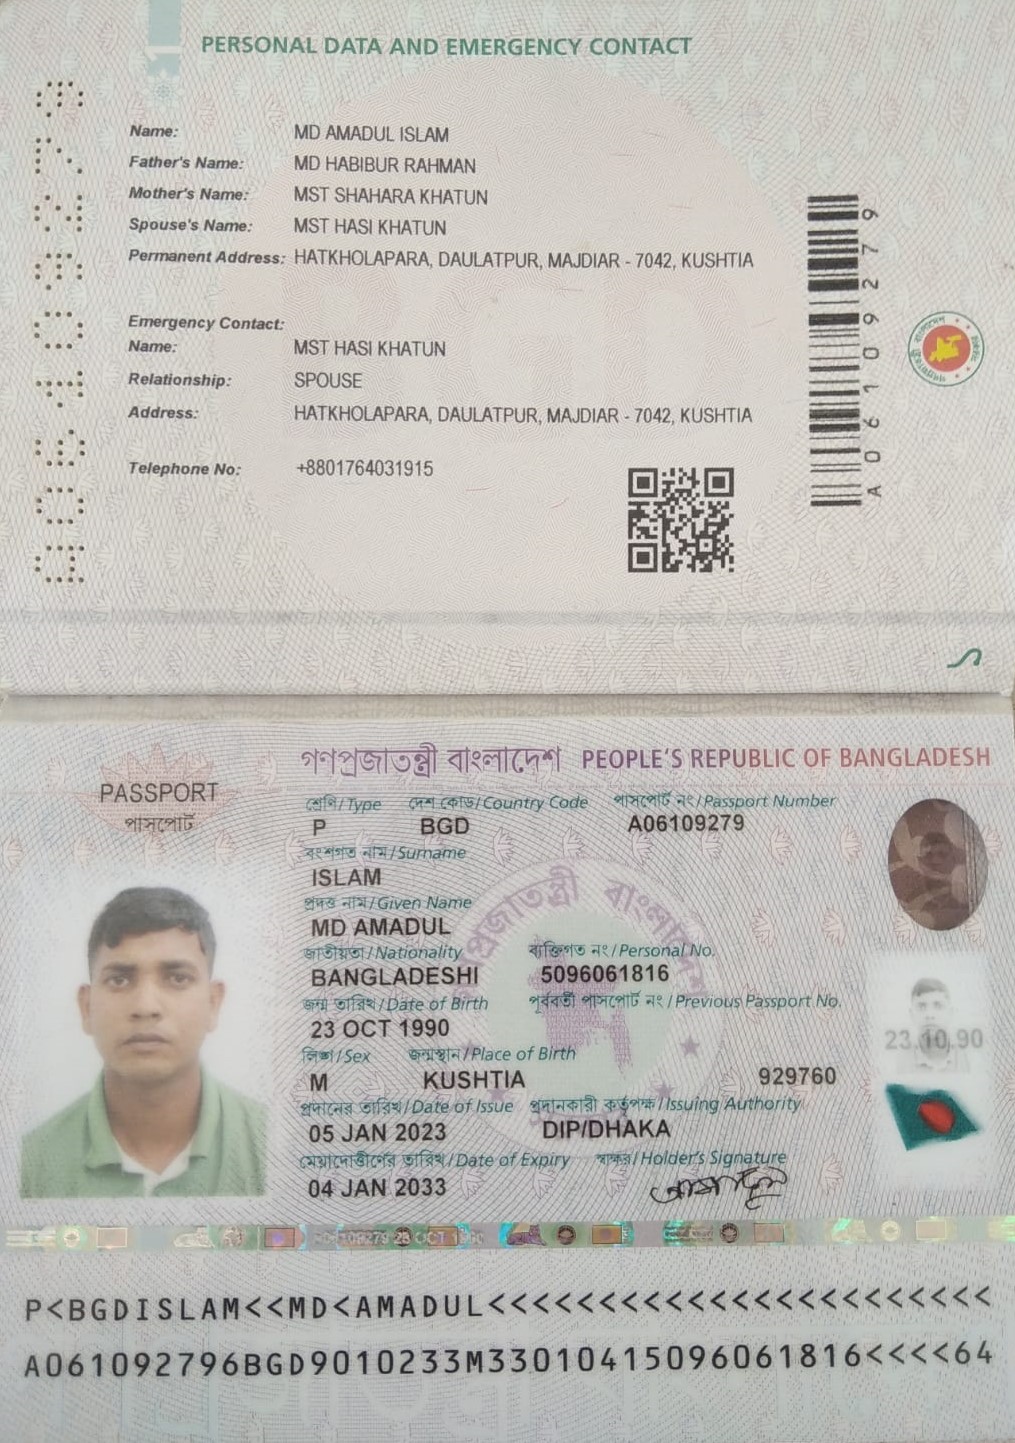 PERSONAL DATA AND EMERGENCY CONTACT
Name: MD AMADUL ISLAM
Father's Name: MD HABIBUR RAHMAN
Mother's Name: MST SHAHARA KHATUN
Spouse's Name: MST HASI KHATUN
Permanent Address: HATKHOLAPARA, DAULATPUR, MAJDIAR - 7042, KUSHTIA
Emergency Contact:
Name: MST HASI KHATUN
Relationship: SPOUSE
Address: HATKHOLAPARA, DAULATPUR, MAJDIAR - 7042, KUSHTIA
Telephone No: +8801764031915
A06109279
A06109279
গণপ্রজাতন্ত্রী বাংলাদেশ PEOPLE'S REPUBLIC OF BANGLADESH
PASSPORT
পাসপোর্ট
শ্রেণি/Type দেশ কোড/Country Code পাসপোর্ট নং/Passport Number
P BGD A06109279
বংশগত নাম/Surname
ISLAM
প্রদত্ত নাম/Given Name
MD AMADUL
জাতীয়তা/Nationality ব্যক্তিগত নং/Personal No.
BANGLADESHI 5096061816
জন্ম তারিখ/Date of Birth পূর্ববর্তী পাসপোর্ট নং/Previous Passport No.
23 OCT 1990
23.10.90
লিঙ্গ/Sex জন্মস্থান/Place of Birth
M KUSHTIA 929760
প্রদানের তারিখ/Date of Issue প্রদানকারী কর্তৃপক্ষ/Issuing Authority
05 JAN 2023 DIP/DHAKA
মেয়াদোত্তীর্ণের তারিখ/Date of Expiry স্বাক্ষর/Holder's Signature
04 JAN 2033
P<BGDISLAM<<MD<AMADUL<<<<<<<<<<<<<<<<<<<<<<<
A061092796BGD9010233M33010415096061816<<<<64